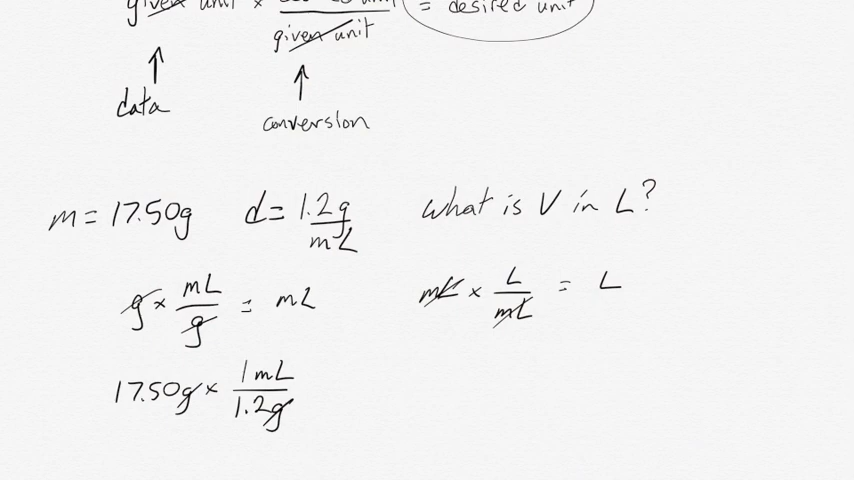 given unit × = desired unit
given unit
data
conversion
m = 17.50g d = 1.2g What is V in L?
mL
g × mL = mL mL × L = L
g mL
17.50g × 1mL
1.2g